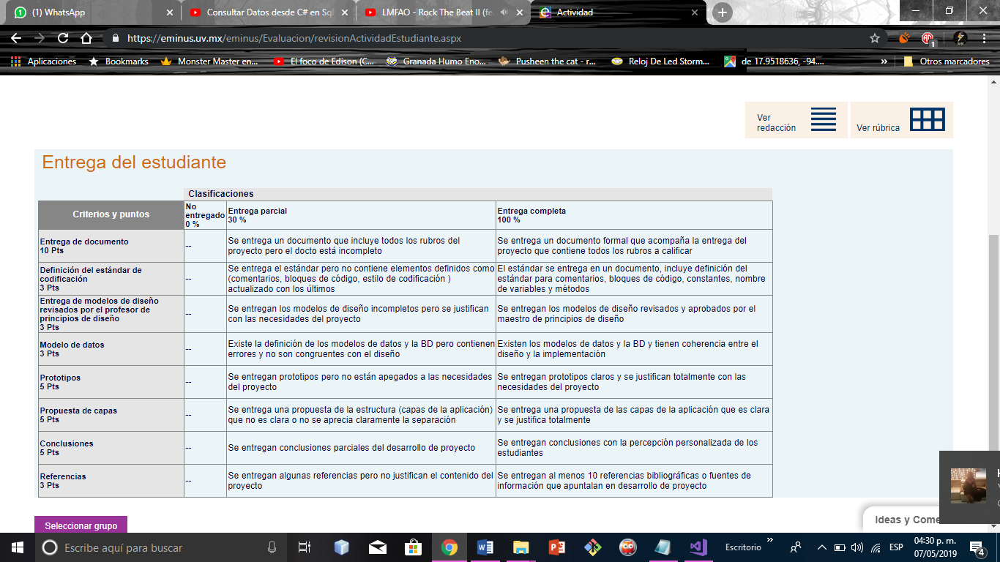 (1) WhatsApp
Consultar Datos desde C# en Sql
LMFAO - Rock The Beat II (fe
Actividad
https://eminus.uv.mx/eminus/Evaluacion/revisionActividadEstudiante.aspx
Aplicaciones
Bookmarks
Monster Master en...
El foco de Edison (C...
Granada Humo Eno...
Pusheen the cat - r...
Reloj De Led Storm...
de 17.9518636, -94....
»
Otros marcadores
Ver
redacción
Ver rúbrica
Entrega del estudiante
Clasificaciones
Criterios y puntos
No
entregado
0 %
Entrega parcial
30 %
Entrega completa
100 %
Entrega de documento
10 Pts
--
Se entrega un documento que incluye todos los rubros del
proyecto pero el docto está incompleto
Se entrega un documento formal que acompaña la entrega del
proyecto que contiene todos los rubros a calificar
Definición del estándar de
codificación
3 Pts
--
Se entrega el estándar pero no contiene elementos definidos como
(comentarios, bloques de código, estilo de codificación )
actualizado con los últimos
El estándar se entrega en un documento, incluye definición del
estándar para comentarios, bloques de código, constantes, nombre
de variables y métodos
Entrega de modelos de diseño
revisados por el profesor de
principios de diseño
3 Pts
--
Se entregan los modelos de diseño incompletos pero se justifican
con las necesidades del proyecto
Se entregan los modelos de diseño revisados y aprobados por el
maestro de principios de diseño
Modelo de datos
3 Pts
--
Existe la definición de los modelos de datos y la BD pero contienen
errores y no son congruentes con el diseño
Existen los modelos de datos y la BD y tienen coherencia entre el
diseño y la implementación
Prototipos
5 Pts
--
Se entregan prototipos pero no están apegados a las necesidades
del proyecto
Se entregan prototipos claros y se justifican totalmente con las
necesidades del proyecto
Propuesta de capas
5 Pts
--
Se entrega una propuesta de la estructura (capas de la aplicación)
que no es clara o no se aprecia claramente la separación
Se entrega una propuesta de las capas de la aplicación que es clara
y se justifica totalmente
Conclusiones
5 Pts
--
Se entregan conclusiones parciales del desarrollo de proyecto
Se entregan conclusiones con la percepción personalizada de los
estudiantes
Referencias
3 Pts
--
Se entregan algunas referencias pero no justifican el contenido del
proyecto
Se entregan al menos 10 referencias bibliográficas o fuentes de
información que apuntalan en desarrollo de proyecto
Seleccionar grupo
Ideas y Come
Escribe aquí para buscar
Escritorio
»
ESP
04:30 p. m.
07/05/2019
4